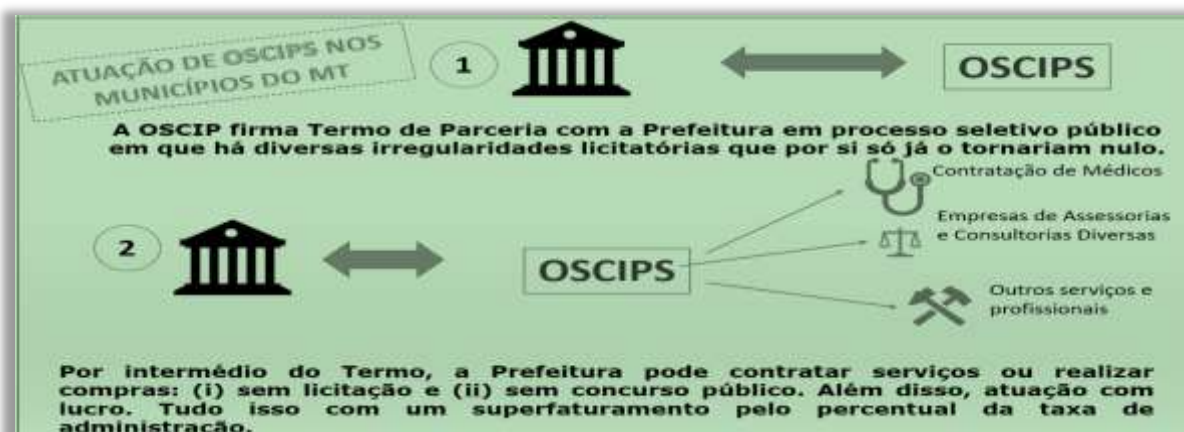 ATUAÇÃO DE OSCIPS NOS
MUNICÍPIOS DO MT
1
OSCIPS
A OSCIP firma Termo de Parceria com a Prefeitura em processo seletivo público
em que há diversas irregularidades licitatórias que por si só já o tornariam nulo.
Contratação de Médicos
Empresas de Assessorias
e Consultorias Diversas
2
OSCIPS
Outros serviços e
profissionais
Por intermédio do Termo, a Prefeitura pode contratar serviços ou realizar
compras: (i) sem licitação e (ii) sem concurso público. Além disso, atuação com
lucro. Tudo isso com um superfaturamento pelo percentual da taxa de
administração.